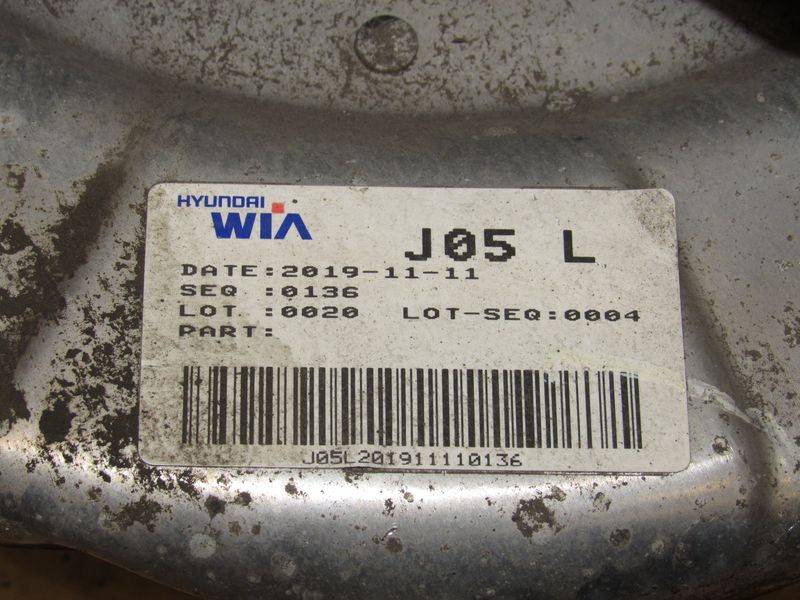 HYUNDAI
WIA
J05 L
DATE:2019-11-11
SEQ :0136
LOT :0020 LOT-SEQ:0004
PART:
J05L201911110136